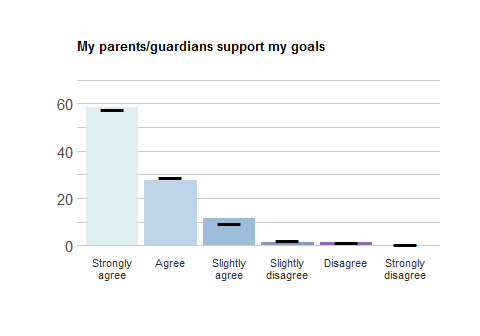 My parents/guardians support my goals
60
40
20
0
Strongly
agree
Agree
Slightly
agree
Slightly
disagree
Disagree
Strongly
disagree